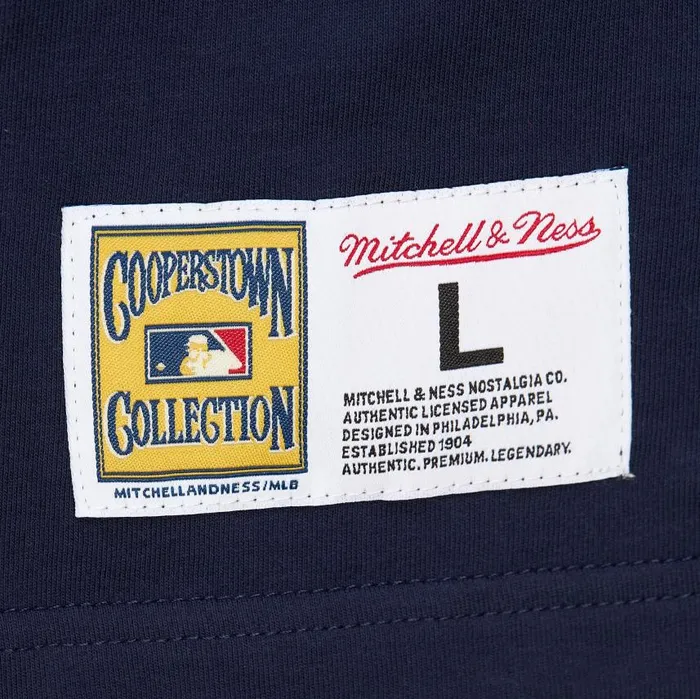 COOPERSTOWN
COLLECTION
MITCHELLANDNESS/MLB
Mitchell & Ness
L
MITCHELL & NESS NOSTALGIA CO.
AUTHENTIC LICENSED APPAREL
DESIGNED IN PHILADELPHIA, PA.
ESTABLISHED 1904
AUTHENTIC. PREMIUM. LEGENDARY.